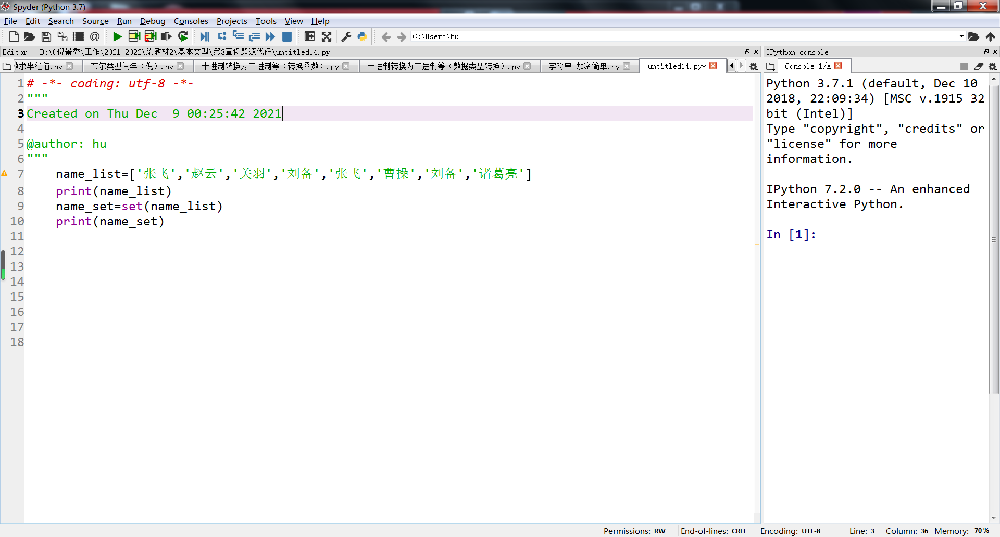 Spyder (Python 3.7)
File Edit Search Source Run Debug Consoles Projects Tools View Help
C:\Users\hu
Editor - D:\0倪景秀\工作\2021-2022\梁教材2\基本类型\第3章例题源代码\untitled14.py
IPython console
求半径值.py 布尔类型闰年（倪）.py 十进制转换为二进制等（转换函数）.py 十进制转换为二进制等（数据类型转换）.py 字符串 加密简单.py untitled14.py*
Console 1/A
1 # -*- coding: utf-8 -*-
2 """
3 Created on Thu Dec  9 00:25:42 2021
4
5 @author: hu
6 """
7     name_list=['张飞','赵云','关羽','刘备','张飞','曹操','刘备','诸葛亮']
8     print(name_list)
9     name_set=set(name_list)
10     print(name_set)
11
12
13
14
15
16
17
18
Python 3.7.1 (default, Dec 10
2018, 22:09:34) [MSC v.1915 32
bit (Intel)]
Type "copyright", "credits" or
"license" for more
information.
IPython 7.2.0 -- An enhanced
Interactive Python.
In [1]:
Permissions: RW End-of-lines: CRLF Encoding: UTF-8 Line: 3 Column: 36 Memory: 70 %